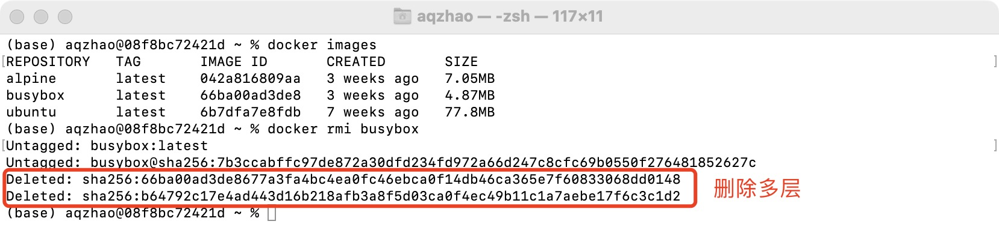 aqzhao — -zsh — 117×11
(base) aqzhao@08f8bc72421d ~ % docker images
REPOSITORY   TAG       IMAGE ID       CREATED       SIZE
alpine       latest    042a816809aa   3 weeks ago   7.05MB
busybox      latest    66ba00ad3de8   3 weeks ago   4.87MB
ubuntu       latest    6b7dfa7e8fdb   7 weeks ago   77.8MB
(base) aqzhao@08f8bc72421d ~ % docker rmi busybox
Untagged: busybox:latest
Untagged: busybox@sha256:7b3ccabffc97de872a30dfd234fd972a66d247c8cfc69b0550f276481852627c
Deleted: sha256:66ba00ad3de8677a3fa4bc4ea0fc46ebca0f14db46ca365e7f60833068dd0148
Deleted: sha256:b64792c17e4ad443d16b218afb3a8f5d03ca0f4ec49b11c1a7aebe17f6c3c1d2
删除多层
(base) aqzhao@08f8bc72421d ~ %